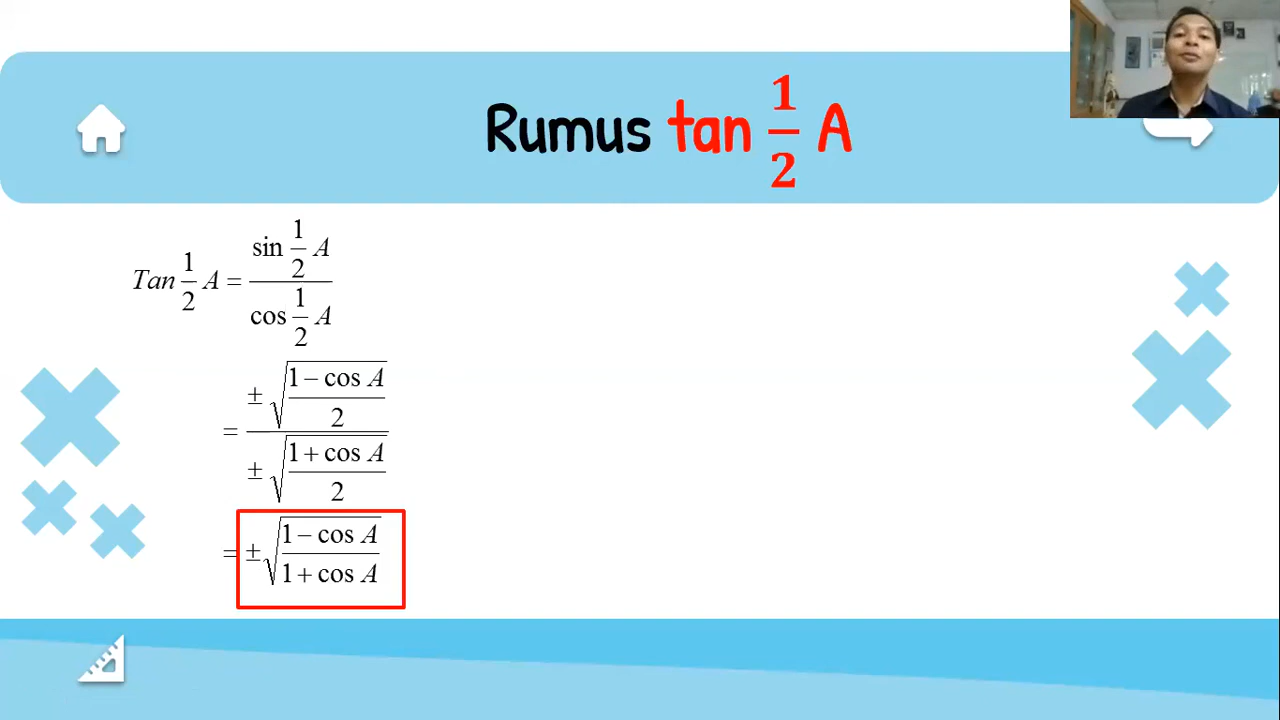 Rumus tan 1/2 A
Tan 1/2 A = (sin 1/2 A)/(cos 1/2 A)
= (± √((1 − cos A)/2))/(± √((1 + cos A)/2))
= ± √((1 − cos A)/(1 + cos A))